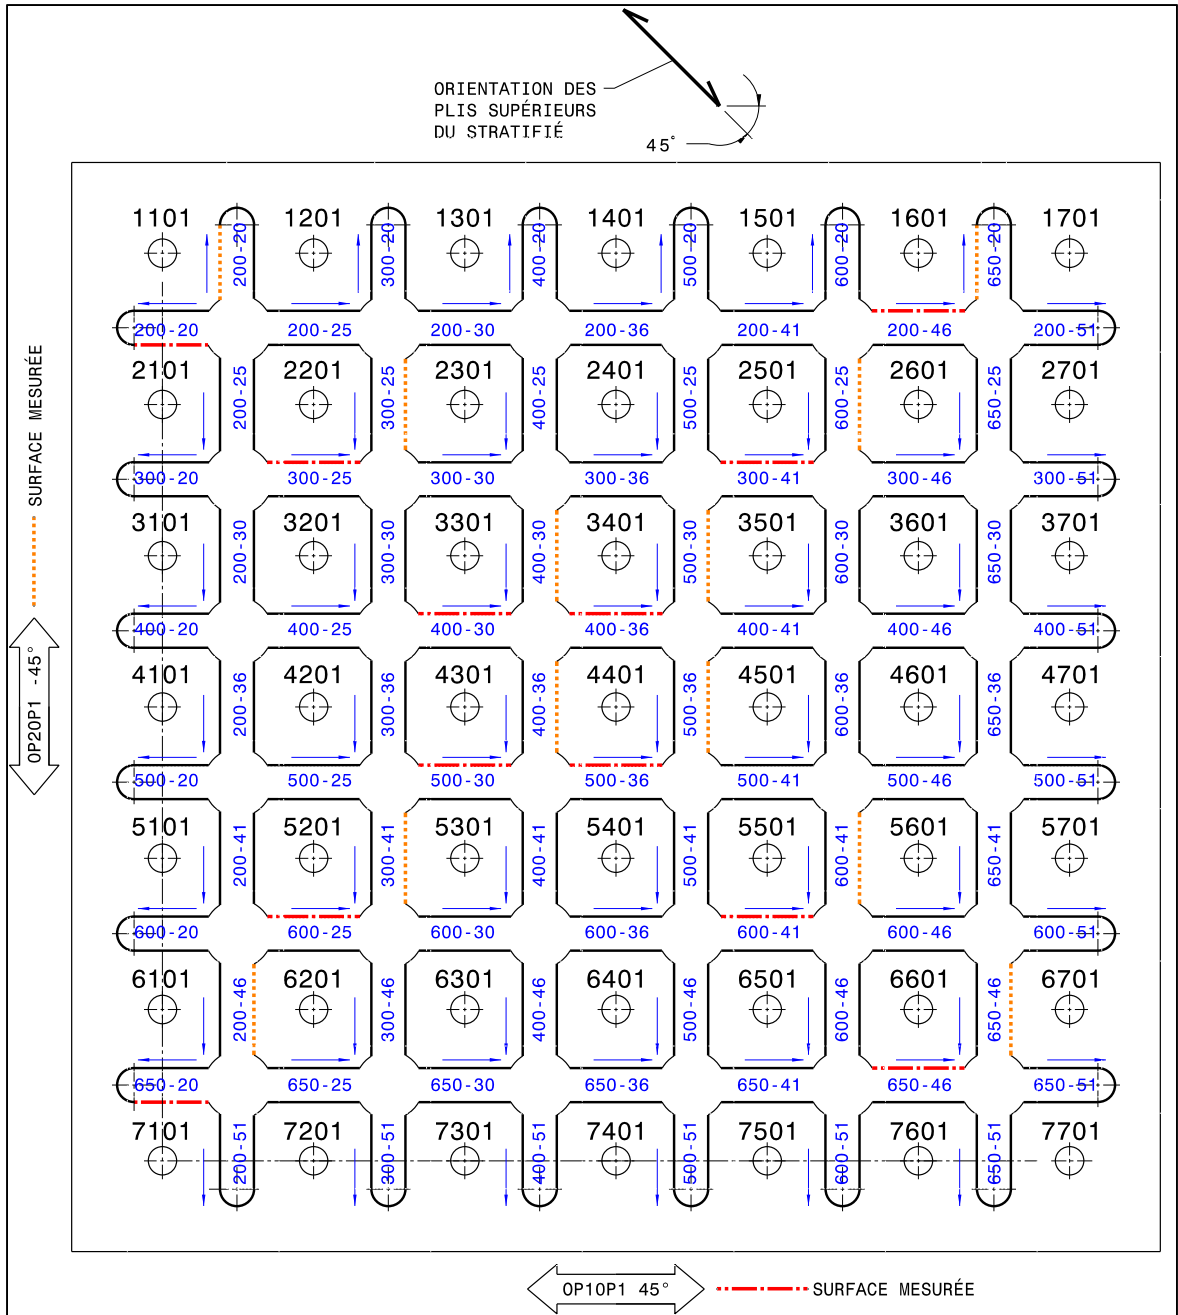 ORIENTATION DES
PLIS SUPÉRIEURS
DU STRATIFIÉ
45°
1101 1201 1301 1401 1501 1601 1701
200-20 300-20 400-20 500-20 600-20 650-20
200-20 200-25 200-30 200-36 200-41 200-46 200-51
2101 2201 2301 2401 2501 2601 2701
200-25 300-25 400-25 500-25 600-25 650-25
300-20 300-25 300-30 300-36 300-41 300-46 300-51
3101 3201 3301 3401 3501 3601 3701
200-30 300-30 400-30 500-30 600-30 650-30
400-20 400-25 400-30 400-36 400-41 400-46 400-51
4101 4201 4301 4401 4501 4601 4701
200-36 300-36 400-36 500-36 600-36 650-36
500-20 500-25 500-30 500-36 500-41 500-46 500-51
5101 5201 5301 5401 5501 5601 5701
200-41 300-41 400-41 500-41 600-41 650-41
600-20 600-25 600-30 600-36 600-41 600-46 600-51
6101 6201 6301 6401 6501 6601 6701
200-46 300-46 400-46 500-46 600-46 650-46
650-20 650-25 650-30 650-36 650-41 650-46 650-51
7101 7201 7301 7401 7501 7601 7701
200-51 300-51 400-51 500-51 600-51 650-51
SURFACE MESURÉE
OP20P1 -45°
OP10P1 45°
SURFACE MESURÉE